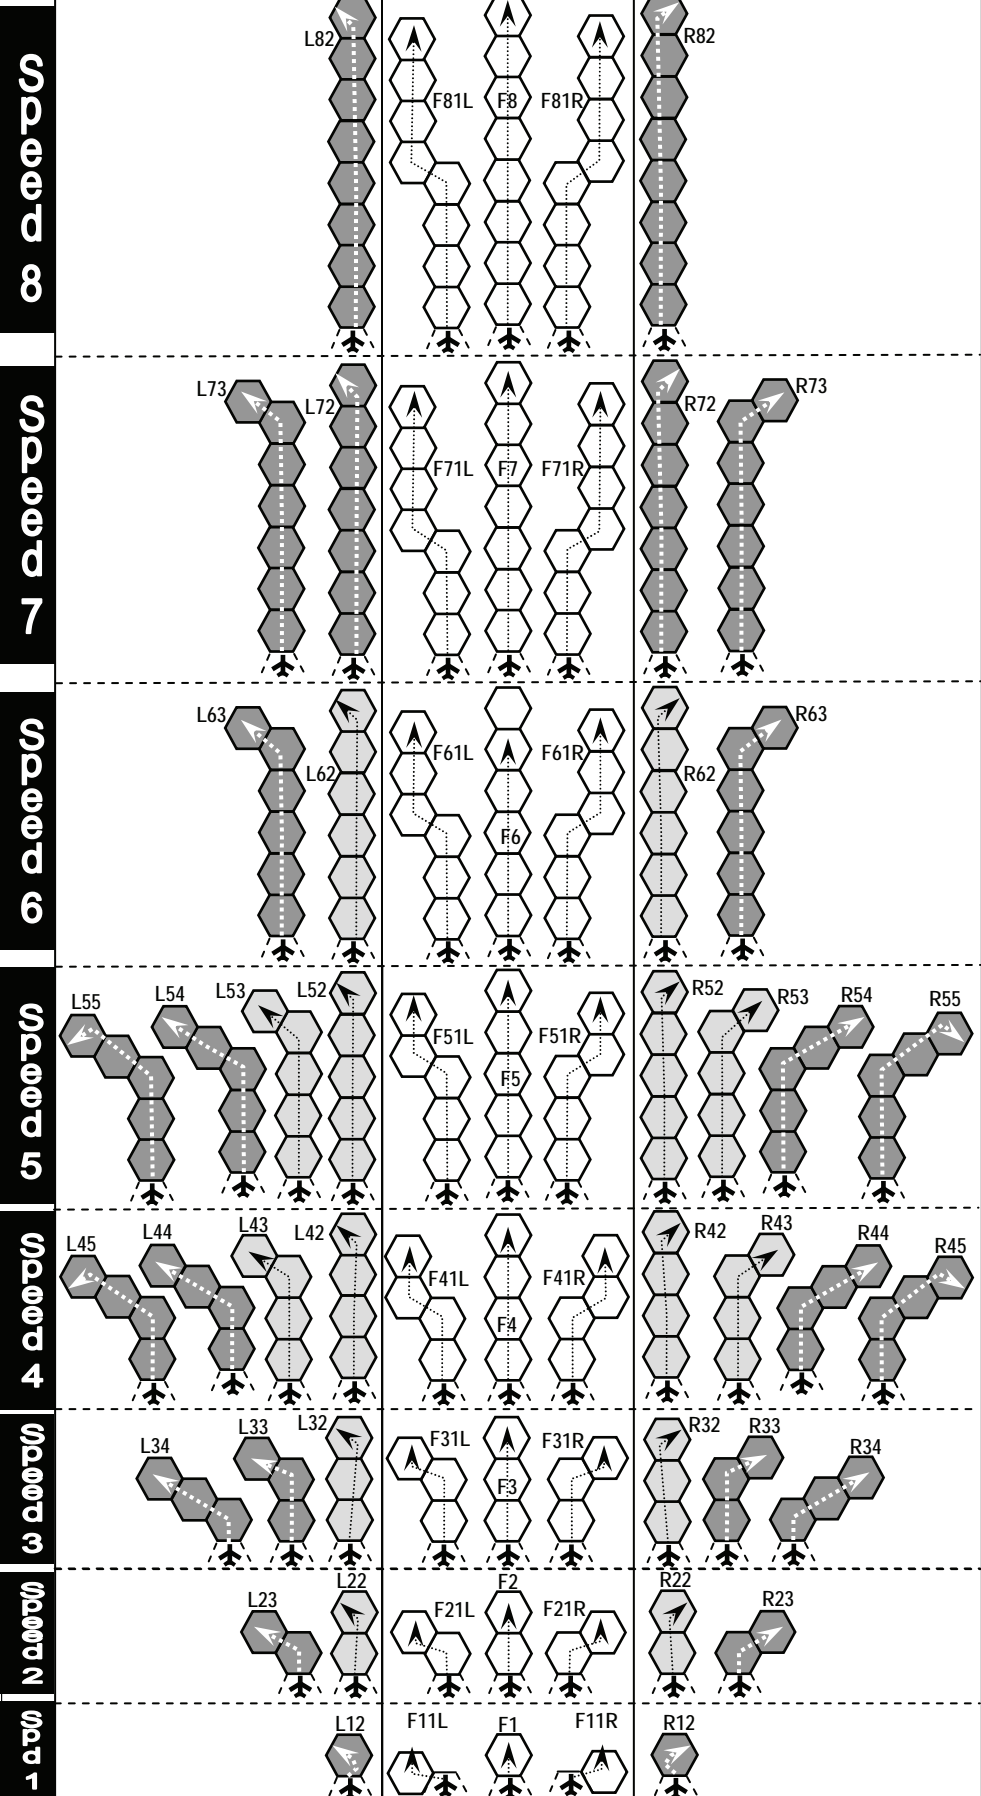 Speed 8
L82
F81L
F8
F81R
R82
Speed 7
L73
L72
F71L
F7
F71R
R72
R73
Speed 6
L63
L62
F61L
F6
F61R
R62
R63
Speed 5
L55
L54
L53
L52
F51L
F5
F51R
R52
R53
R54
R55
Speed 4
L45
L44
L43
L42
F41L
F4
F41R
R42
R43
R44
R45
Speed 3
L34
L33
L32
F31L
F3
F31R
R32
R33
R34
Speed 2
L23
L22
F21L
F2
F21R
R22
R23
Spd 1
L12
F11L
F1
F11R
R12